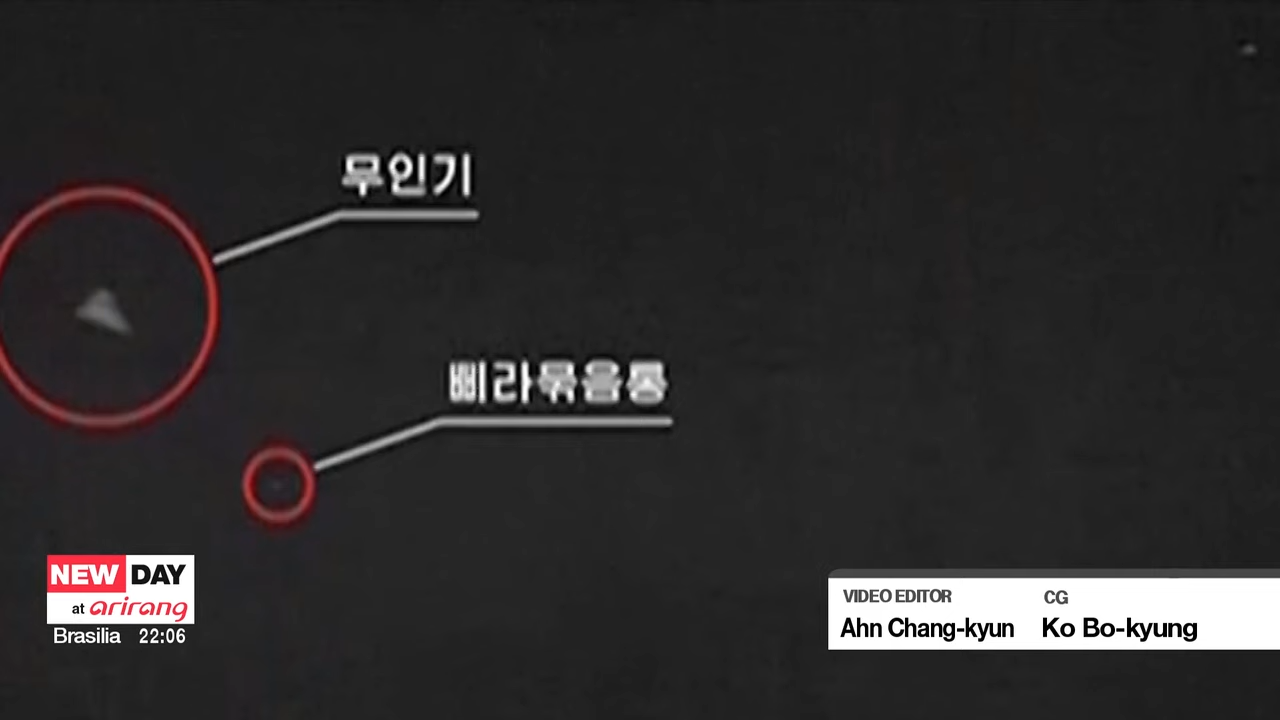 무인기
삐라묶음통
NEW DAY
at arirang
Brasilia 22:06
VIDEO EDITOR CG
Ahn Chang-kyun Ko Bo-kyung